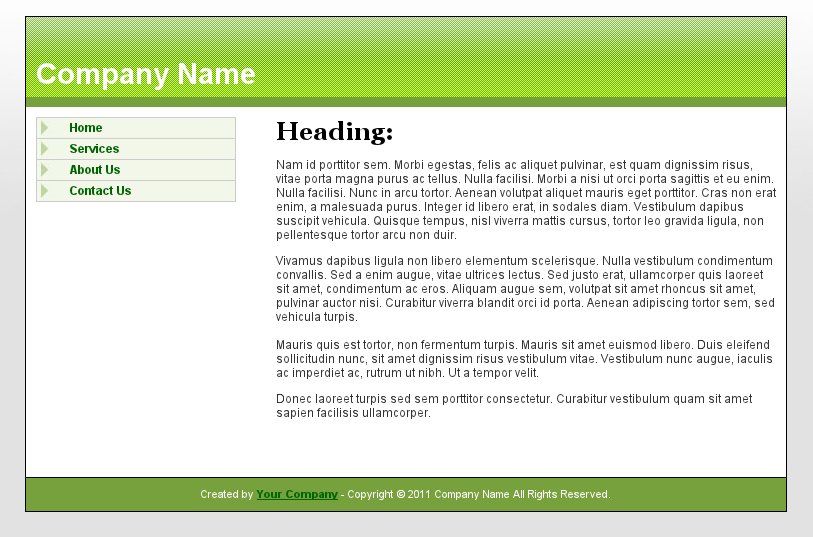 Company Name
Home
Services
About Us
Contact Us
Heading:
Nam id porttitor sem. Morbi egestas, felis ac aliquet pulvinar, est quam dignissim risus,
vitae porta magna purus ac tellus. Nulla facilisi. Morbi a nisi ut orci porta sagittis et eu enim.
Nulla facilisi. Nunc in arcu tortor. Aenean volutpat aliquet mauris eget porttitor. Cras non erat
enim, a malesuada purus. Integer id libero erat, in sodales diam. Vestibulum dapibus
suscipit vehicula. Quisque tempus, nisl viverra mattis cursus, tortor leo gravida ligula, non
pellentesque tortor arcu non duir.
Vivamus dapibus ligula non libero elementum scelerisque. Nulla vestibulum condimentum
convallis. Sed a enim augue, vitae ultrices lectus. Sed justo erat, ullamcorper quis laoreet
sit amet, condimentum ac eros. Aliquam augue sem, volutpat sit amet rhoncus sit amet,
pulvinar auctor nisi. Curabitur viverra blandit orci id porta. Aenean adipiscing tortor sem, sed
vehicula turpis.
Mauris quis est tortor, non fermentum turpis. Mauris sit amet euismod libero. Duis eleifend
sollicitudin nunc, sit amet dignissim risus vestibulum vitae. Vestibulum nunc augue, iaculis
ac imperdiet ac, rutrum ut nibh. Ut a tempor velit.
Donec laoreet turpis sed sem porttitor consectetur. Curabitur vestibulum quam sit amet
sapien facilisis ullamcorper.
Created by Your Company - Copyright © 2011 Company Name All Rights Reserved.